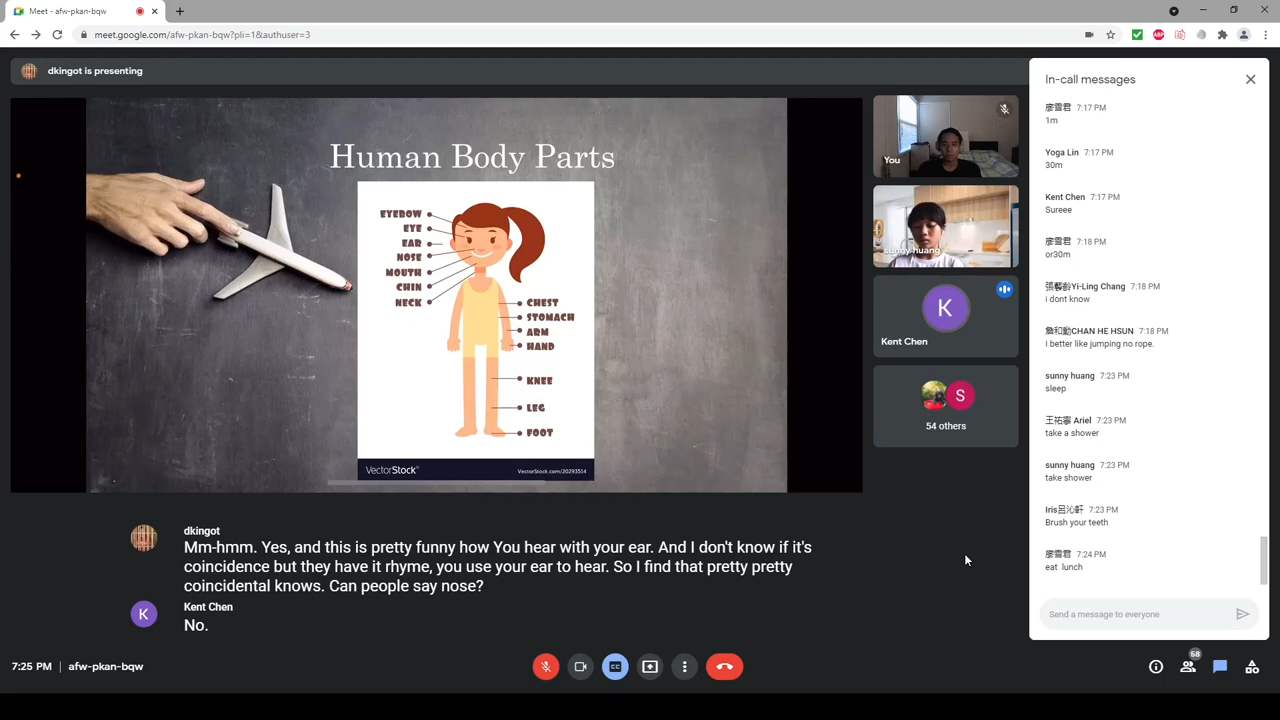 Meet - afw-pkan-bqw
meet.google.com/afw-pkan-bqw?pli=1&authuser=3
dkingot is presenting
Human Body Parts
EYEROW
EYE
EAR
NOSE
MOUTH
CHIN
NECK
CHEST
STOMACH
ARM
HAND
KNEE
LEG
FOOT
VectorStock®
VectorStock.com/20293514
You
sunny huang
K
Kent Chen
S
54 others
In-call messages
廖雪君 7:17 PM
1m
Yoga Lin 7:17 PM
30m
Kent Chen 7:17 PM
Sureee
廖雪君 7:18 PM
or30m
張藝齡Yi-Ling Chang 7:18 PM
i dont know
詹和勳CHAN HE HSUN 7:18 PM
I better like jumping no rope.
sunny huang 7:23 PM
sleep
王祐寧 Ariel 7:23 PM
take a shower
sunny huang 7:23 PM
take shower
Iris呂沁軒 7:23 PM
Brush your teeth
廖雪君 7:24 PM
eat lunch
Send a message to everyone
dkingot
Mm-hmm. Yes, and this is pretty funny how You hear with your ear. And I don't know if it's
coincidence but they have it rhyme, you use your ear to hear. So I find that pretty pretty
coincidental knows. Can people say nose?
K
Kent Chen
No.
7:25 PM | afw-pkan-bqw
58